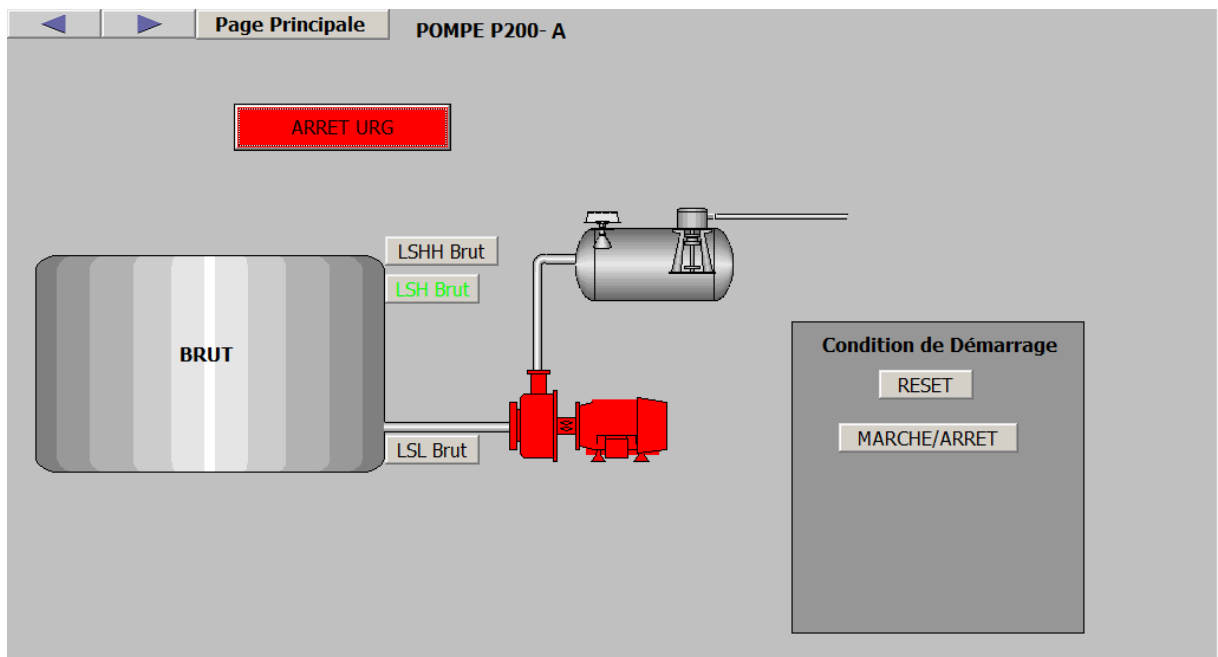 Page Principale
POMPE P200- A
ARRET URG
LSHH Brut
LSH Brut
BRUT
LSL Brut
Condition de Démarrage
RESET
MARCHE/ARRET